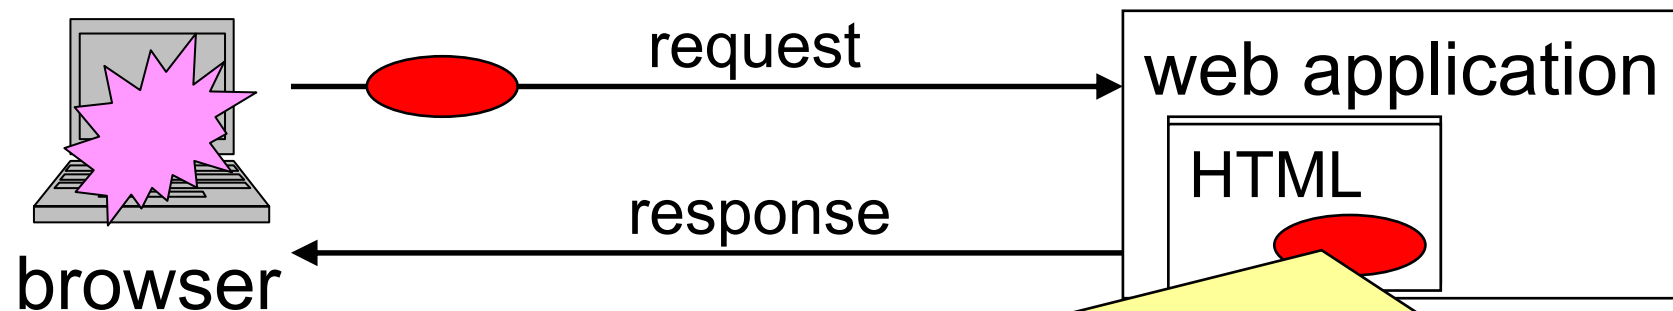 request
web application
HTML
response
browser